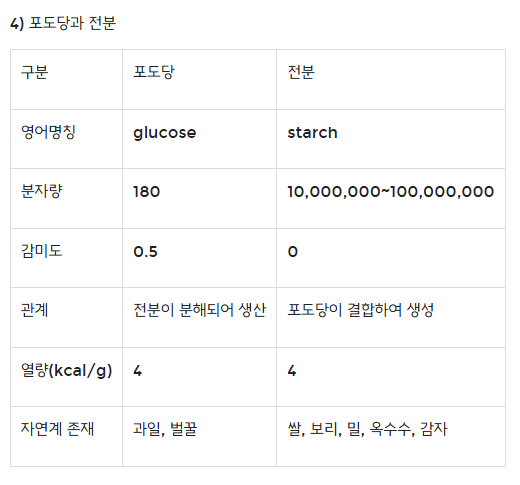 4) 포도당과 전분
구분 포도당 전분
영어명칭 glucose starch
분자량 180 10,000,000~100,000,000
감미도 0.5 0
관계 전분이 분해되어 생산 포도당이 결합하여 생성
열량(kcal/g) 4 4
자연계 존재 과일, 벌꿀 쌀, 보리, 밀, 옥수수, 감자